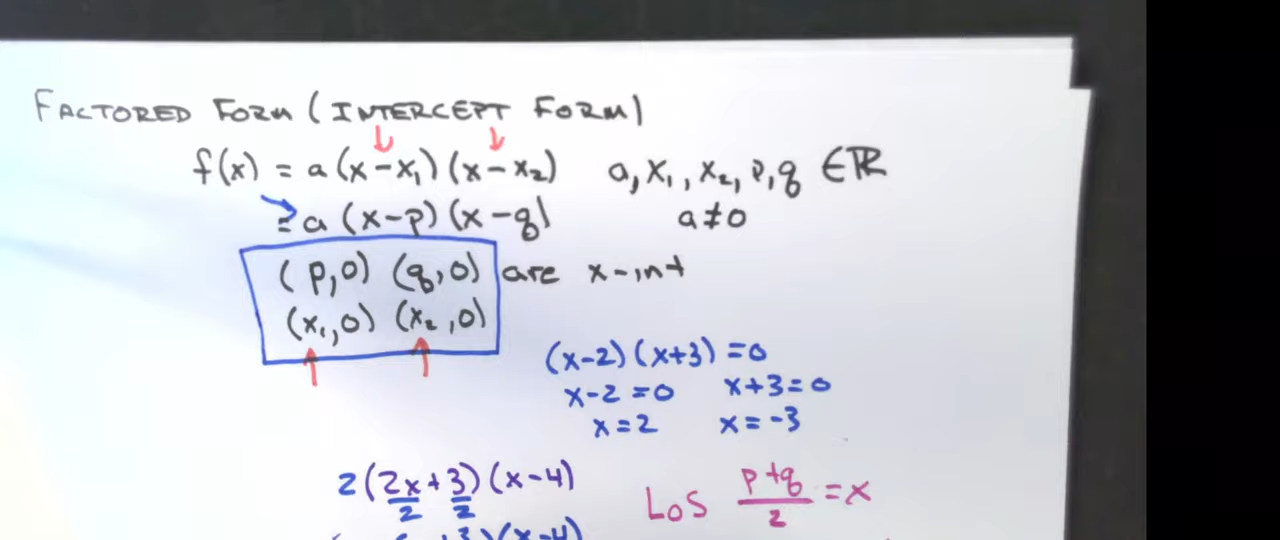 FACTORED FORM (INTERCEPT FORM)
f(x) = a(x-x₁)(x-x₂) a, x₁, x₂, p, q ∈ ℝ
= a(x-p)(x-q) a≠0
(p,0) (q,0) are x-int
(x₁,0) (x₂,0)
(x-2)(x+3)=0
x-2=0 x+3=0
x=2 x=-3
2(2x/2+3/2)(x-4)
LOS (p+q)/2 = x
)(x-4)